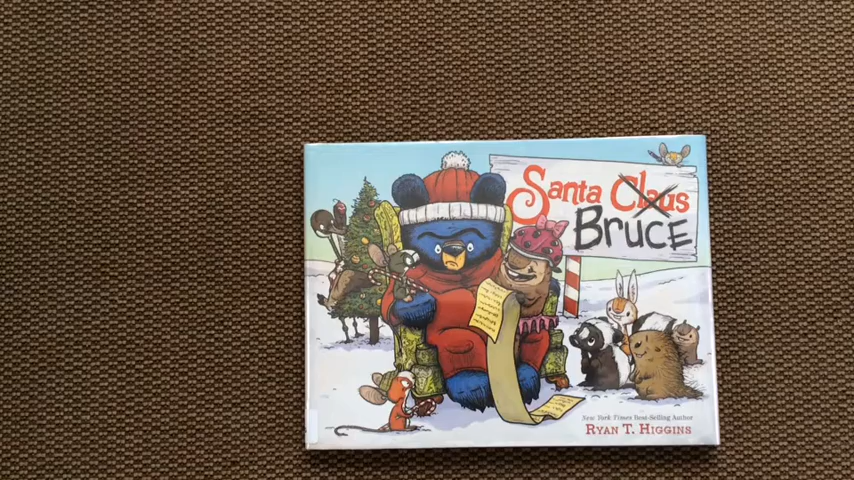 Santa Claus
Bruce
New York Times Best-Selling Author
RYAN T. HIGGINS